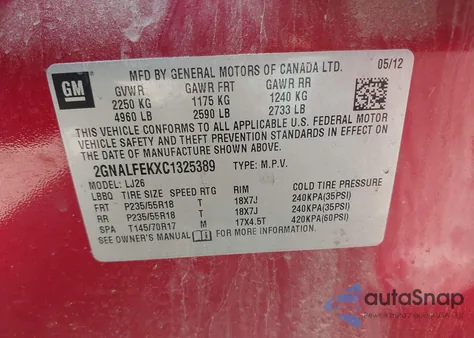 GM
MFD BY GENERAL MOTORS OF CANADA LTD. 05/12
GVWR GAWR FRT GAWR RR
2250 KG 1175 KG 1240 KG
4960 LB 2590 LB 2733 LB
THIS VEHICLE CONFORMS TO ALL APPLICABLE U.S. FEDERAL MOTOR
VEHICLE SAFETY, BUMPER, AND THEFT PREVENTION STANDARDS IN
EFFECT ON THE DATE OF MANUFACTURE SHOWN ABOVE.
2GNALFEKXC1325389 TYPE: M.P.V.
MODEL: LJ26
LBBQ TIRE SIZE SPEED RTG RIM COLD TIRE PRESSURE
FRT P235/55R18 T 18X7J 240KPA(35PSI)
RR P235/55R18 T 18X7J 240KPA(35PSI)
SPA T145/70R17 M 17X4.5T 420KPA(60PSI)
SEE OWNER'S MANUAL FOR MORE INFORMATION.
autoSnap